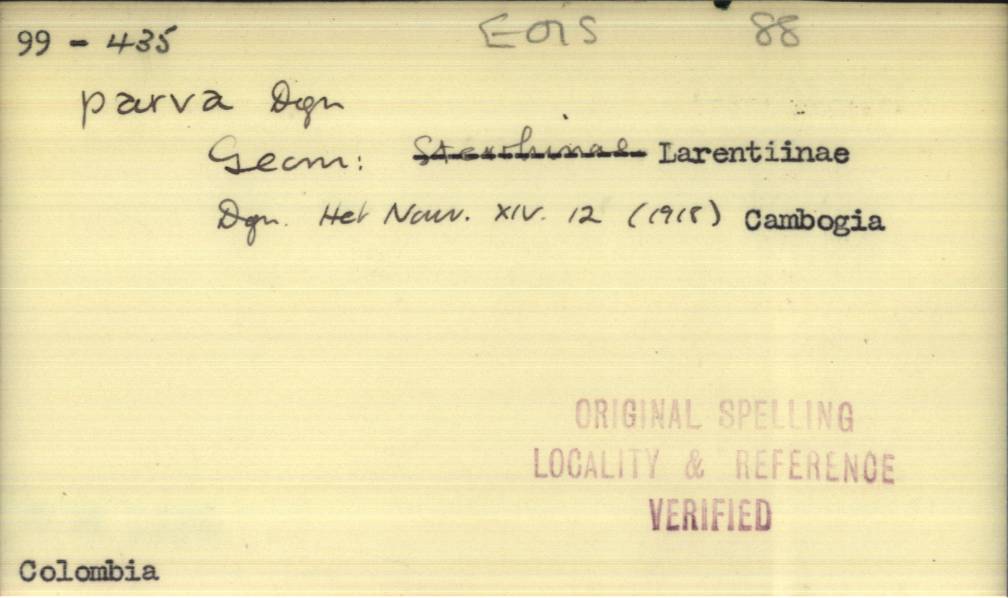 99 - 435 EOIS 88
parva Dgn
Geom: Sterrhinae Larentiinae
Dgn. Het Nouv. XIV. 12 (1918) Cambogia
ORIGINAL SPELLING
LOCALITY & REFERENCE
VERIFIED
Colombia